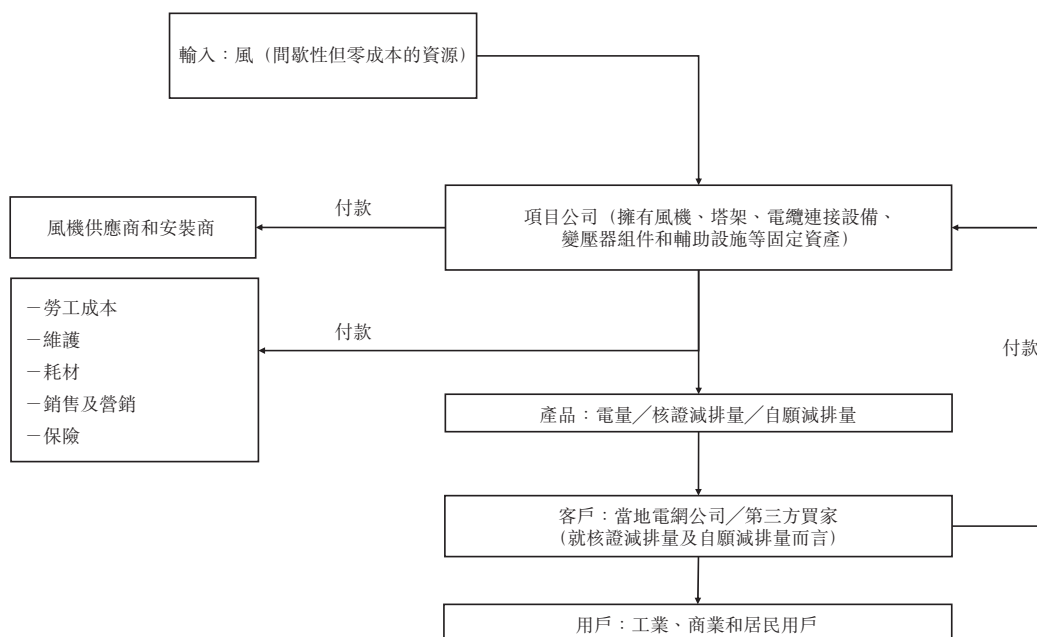 輸入：風（間歇性但零成本的資源）
付款
風機供應商和安裝商
項目公司（擁有風機、塔架、電纜連接設備、
變壓器組件和輔助設施等固定資產）
－勞工成本
－維護
－耗材
－銷售及營銷
－保險
付款
付款
產品：電量／核證減排量／自願減排量
客戶：當地電網公司／第三方買家
（就核證減排量及自願減排量而言）
用戶：工業、商業和居民用戶